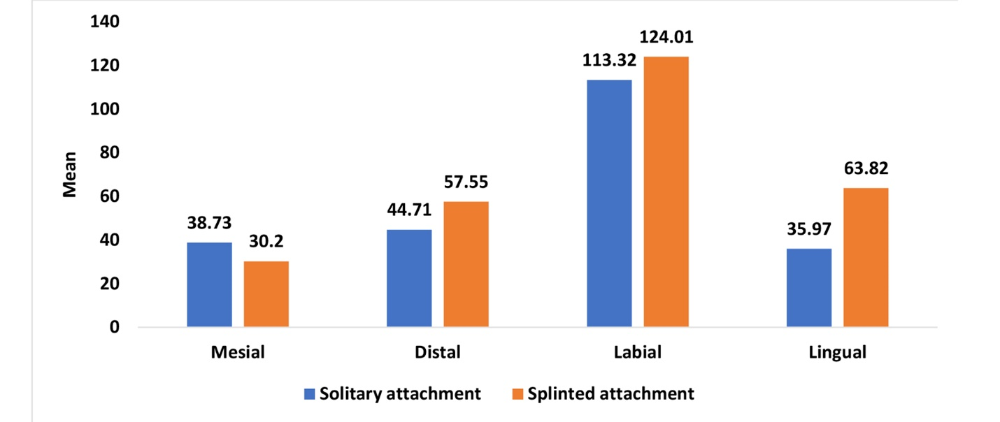 140
120
100
80
60
40
20
0
Mean
38.73
30.2
44.71
57.55
113.32
124.01
35.97
63.82
Mesial
Distal
Labial
Lingual
Solitary attachment
Splinted attachment